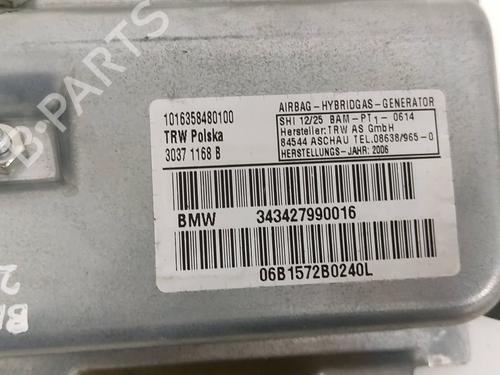 B-PARTS
1016358480100
TRW Polska
3037 1168 B
AIRBAG-HYBRIDGAS-GENERATOR
SHI 12/25 BAM-PT1-0614
Hersteller:TRW AS GmbH
84544 ASCHAU TEL.08638/965-0
HERSTELLUNGS-JAHR: 2006
BMW 343427990016
06B1572B0240L